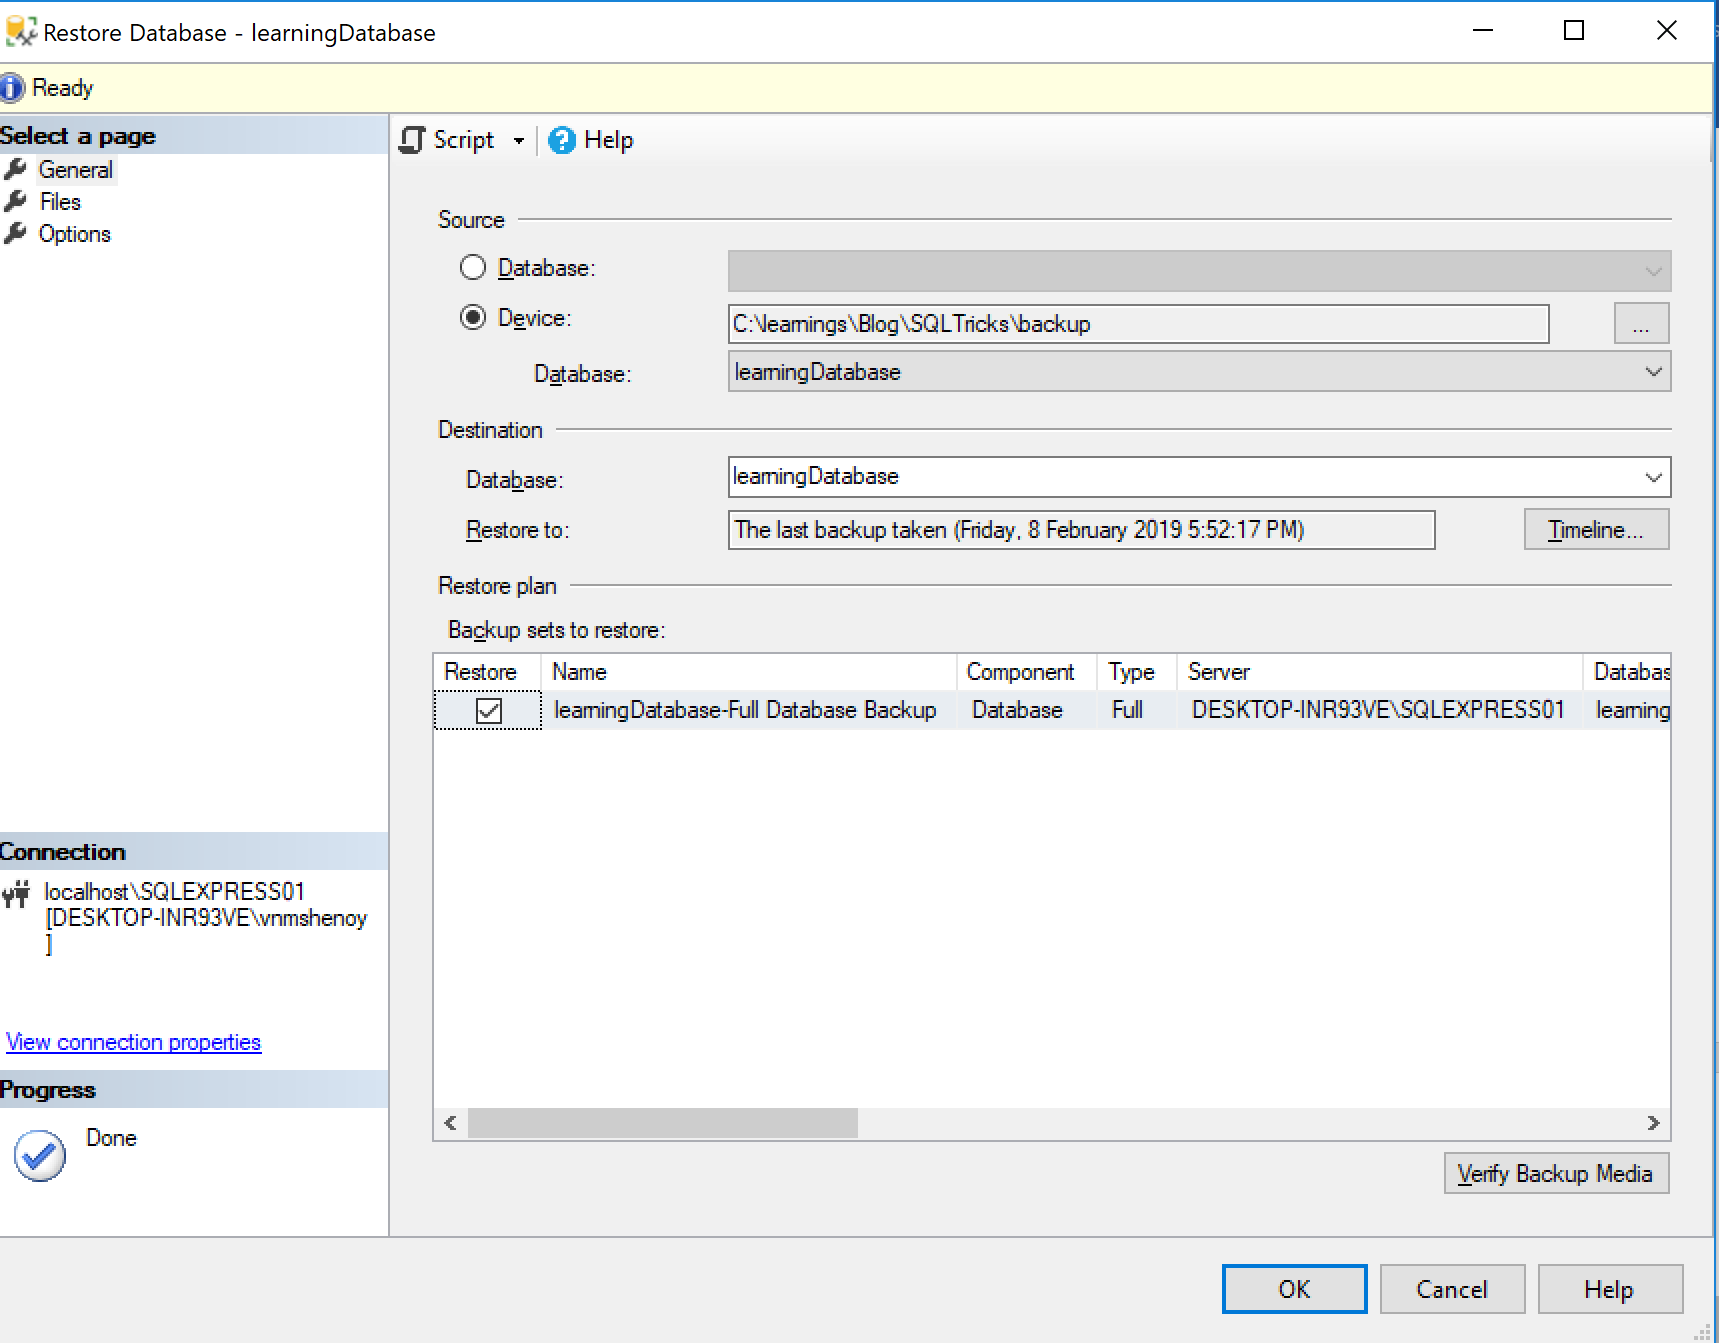 Restore Database - learningDatabase
Ready
Select a page
General
Files
Options
Script
Help
Source
Database:
Device:
C:\learnings\Blog\SQLTricks\backup
...
Database:
learningDatabase
Destination
Database:
learningDatabase
Restore to:
The last backup taken (Friday, 8 February 2019 5:52:17 PM)
Timeline...
Restore plan
Backup sets to restore:
Restore Name Component Type Server Databas
learningDatabase-Full Database Backup Database Full DESKTOP-INR93VE\SQLEXPRESS01 learning
Connection
localhost\SQLEXPRESS01
[DESKTOP-INR93VE\vnmshenoy
]
View connection properties
Progress
Done
Verify Backup Media
OK Cancel Help